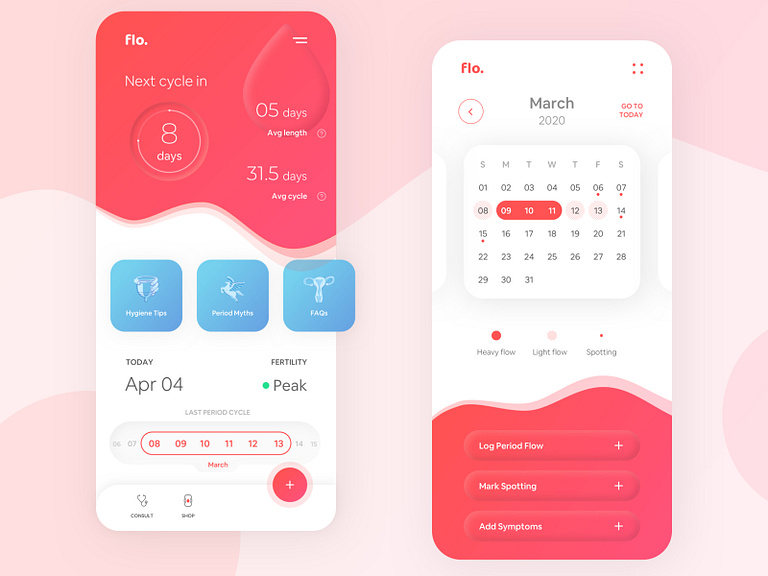 flo.
Next cycle in
8
days
05 days
Avg length ?
31.5 days
Avg cycle ?
Hygiene Tips
Period Myths
FAQs
TODAY
FERTILITY
Apr 04
Peak
LAST PERIOD CYCLE
06 07 08 09 10 11 12 13 14 15
March
+
CONSULT
SHOP
flo.
March
2020
GO TO
TODAY
S M T W T F S
01 02 03 04 05 06 07
08 09 10 11 12 13 14
15 16 17 18 19 20 21
22 23 24 25 26 27 28
29 30 31
Heavy flow
Light flow
Spotting
Log Period Flow +
Mark Spotting +
Add Symptoms +